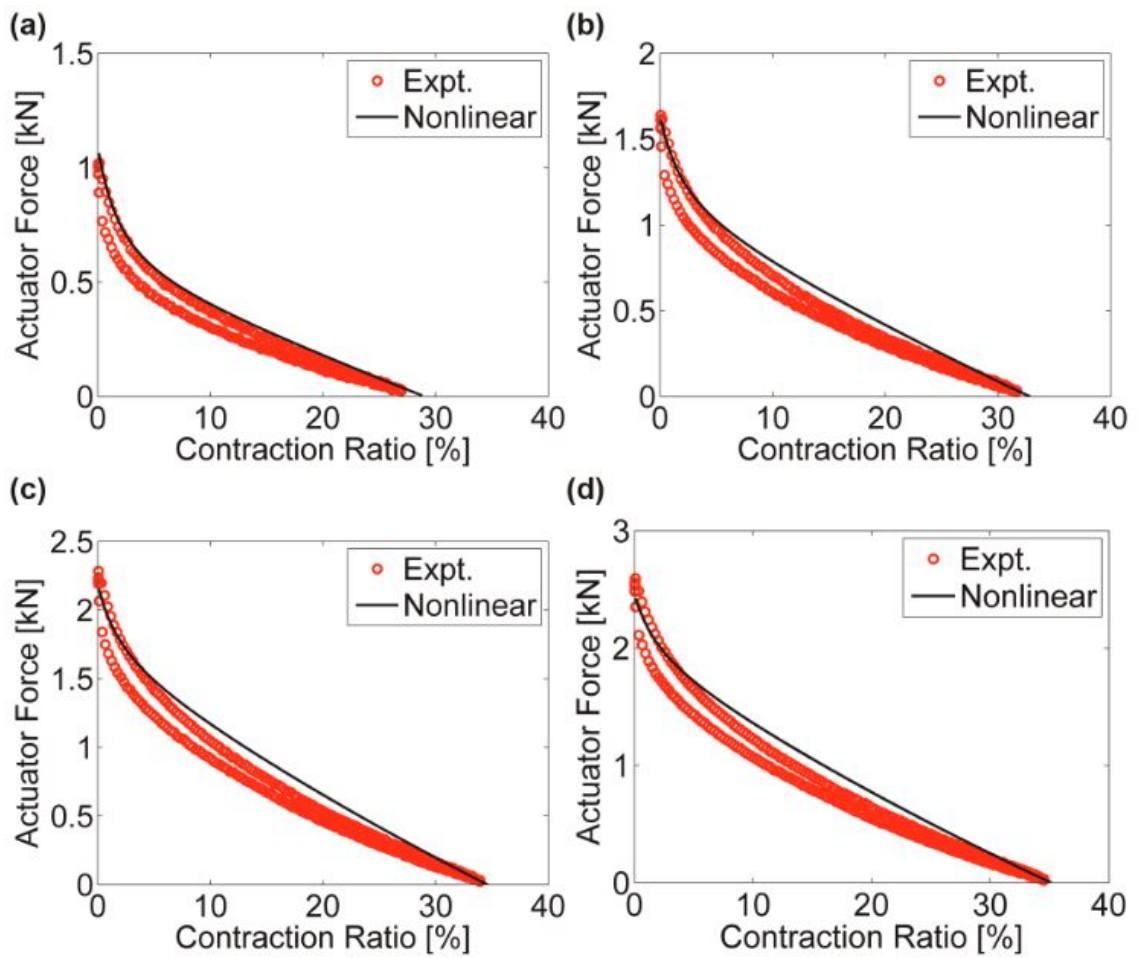 (a)
1.5
1
0.5
0
Actuator Force [kN]
Expt.
Nonlinear
0 10 20 30 40
Contraction Ratio [%]
(b)
2
1.5
1
0.5
0
Actuator Force [kN]
Expt.
Nonlinear
0 10 20 30 40
Contraction Ratio [%]
(c)
2.5
2
1.5
1
0.5
0
Actuator Force [kN]
Expt.
Nonlinear
0 10 20 30 40
Contraction Ratio [%]
(d)
3
2
1
0
Actuator Force [kN]
Expt.
Nonlinear
0 10 20 30 40
Contraction Ratio [%]